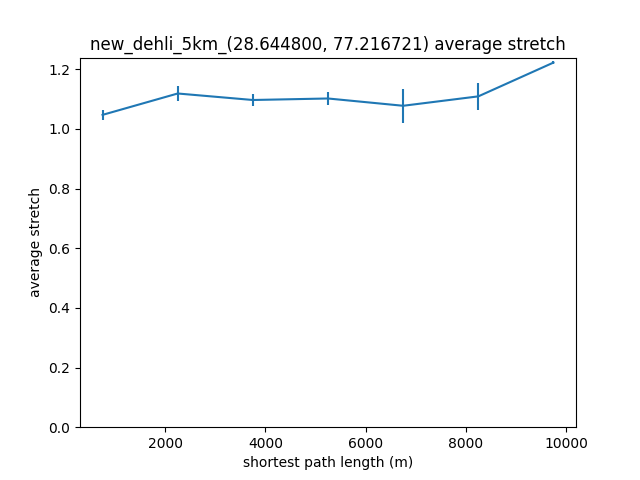 new_dehli_5km_(28.644800, 77.216721) average stretch
1.2
1.0
0.8
0.6
0.4
0.2
0.0
average stretch
2000 4000 6000 8000 10000
shortest path length (m)